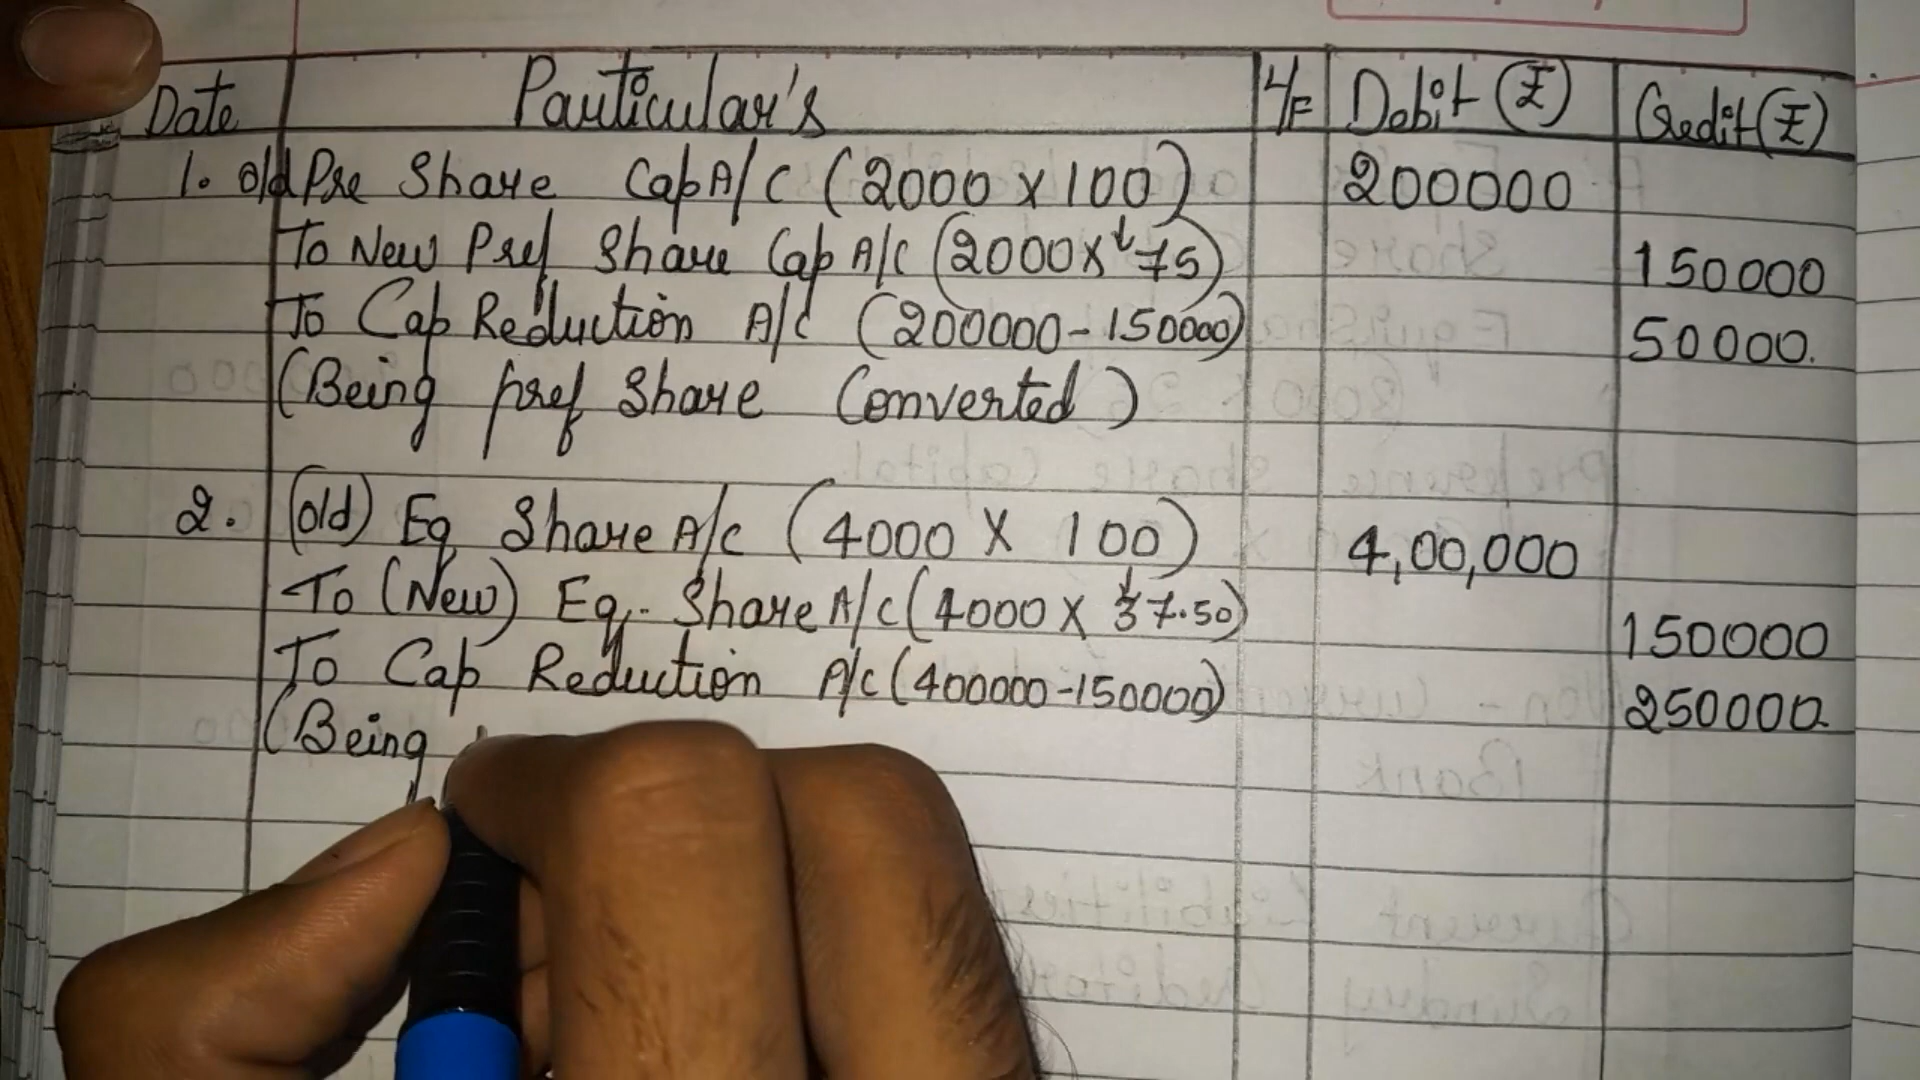 Date Particular's L/F Debit (₹) Credit (₹)
1. old Pre Share Cap A/C (2000 X 100) 200000
To New Pref Share Cap A/C (2000 X ₹75) 150000
To Cap Reduction A/C (200000-150000) 50000.
(Being pref Share Converted)
2. (old) Eq Share A/C (4000 X 100) 4,00,000
To (New) Eq. Share A/C (4000 X ₹37.50) 150000
To Cap Reduction A/C (400000-150000) 250000.
(Being